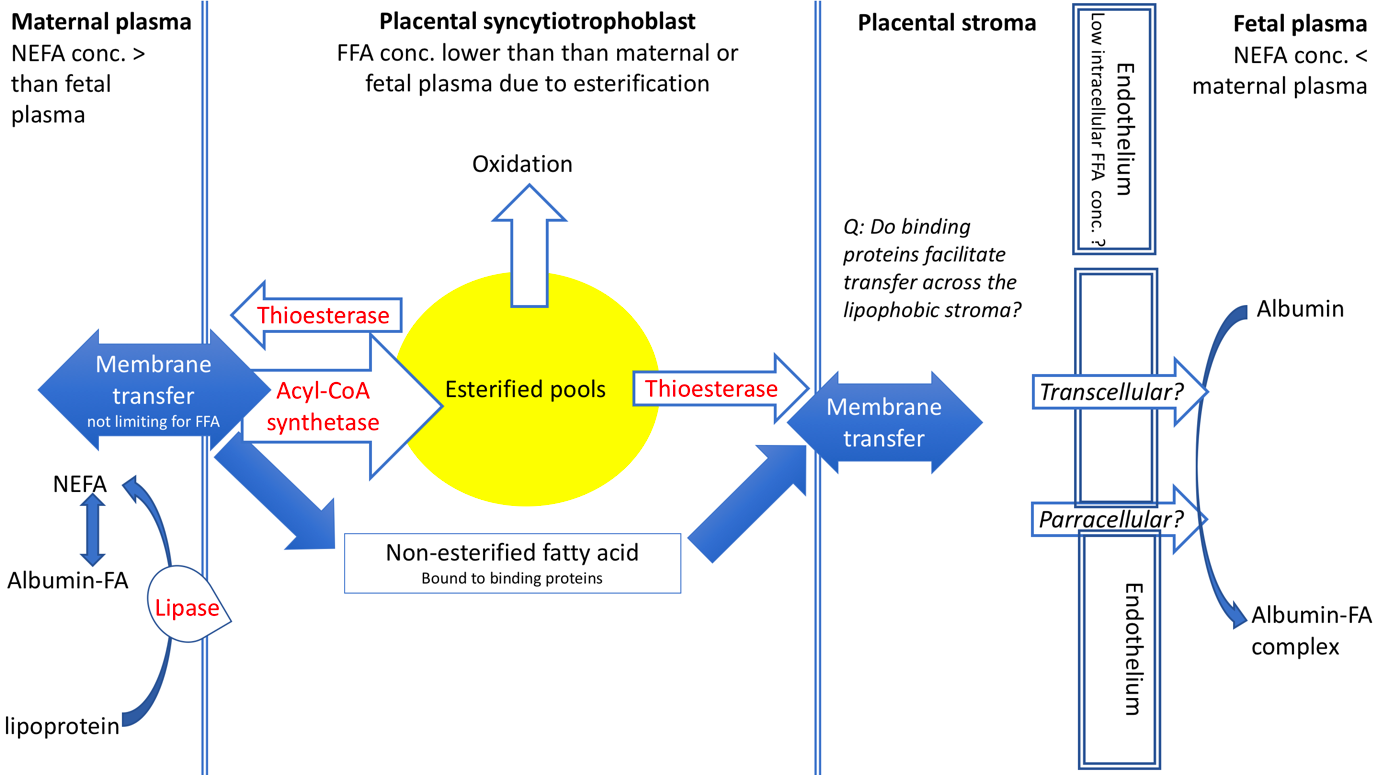 Maternal plasma
NEFA conc. >
than fetal
plasma
Placental syncytiotrophoblast
FFA conc. lower than than maternal or
fetal plasma due to esterification
Placental stroma
Endothelium
Low intracellular FFA conc. ?
Fetal plasma
NEFA conc. <
maternal plasma
Oxidation
Q: Do binding
proteins facilitate
transfer across the
lipophobic stroma?
Thioesterase
Membrane
transfer
not limiting for FFA
Acyl-CoA
synthetase
Esterified pools
Thioesterase
Membrane
transfer
Albumin
Transcellular?
Parracellular?
NEFA
Albumin-FA
Lipase
lipoprotein
Non-esterified fatty acid
Bound to binding proteins
Endothelium
Albumin-FA
complex